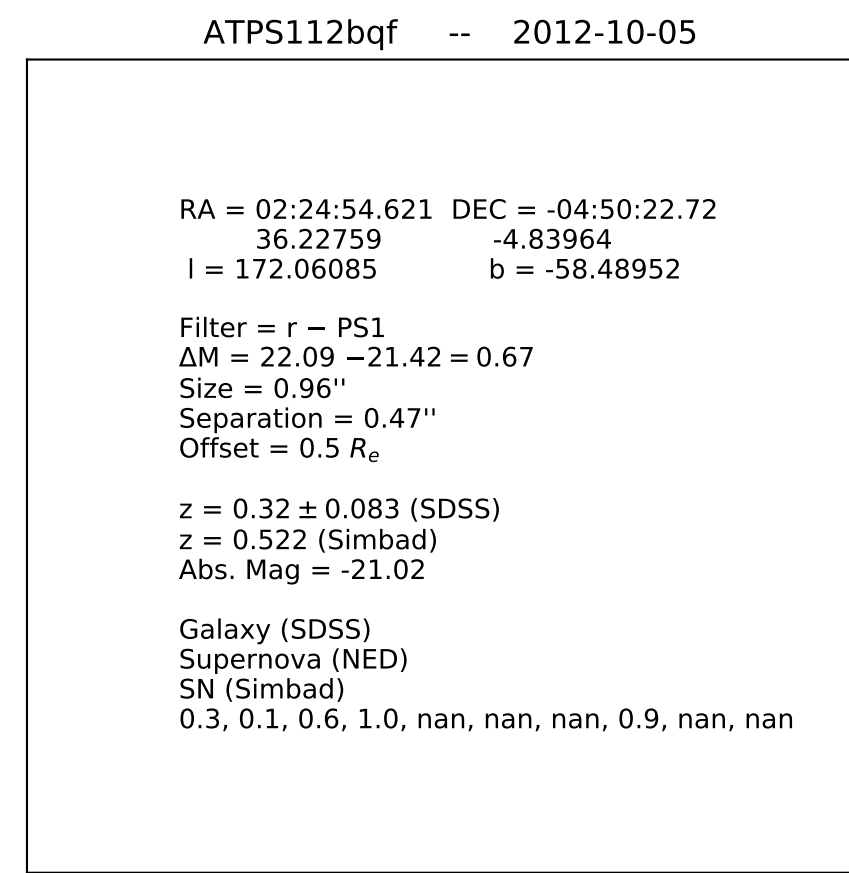 ATPS112bqf -- 2012-10-05
RA = 02:24:54.621 DEC = -04:50:22.72
36.22759 -4.83964
l = 172.06085 b = -58.48952
Filter = r − PS1
ΔM = 22.09 −21.42 = 0.67
Size = 0.96''
Separation = 0.47''
Offset = 0.5 Re
z = 0.32 ± 0.083 (SDSS)
z = 0.522 (Simbad)
Abs. Mag = -21.02
Galaxy (SDSS)
Supernova (NED)
SN (Simbad)
0.3, 0.1, 0.6, 1.0, nan, nan, nan, 0.9, nan, nan